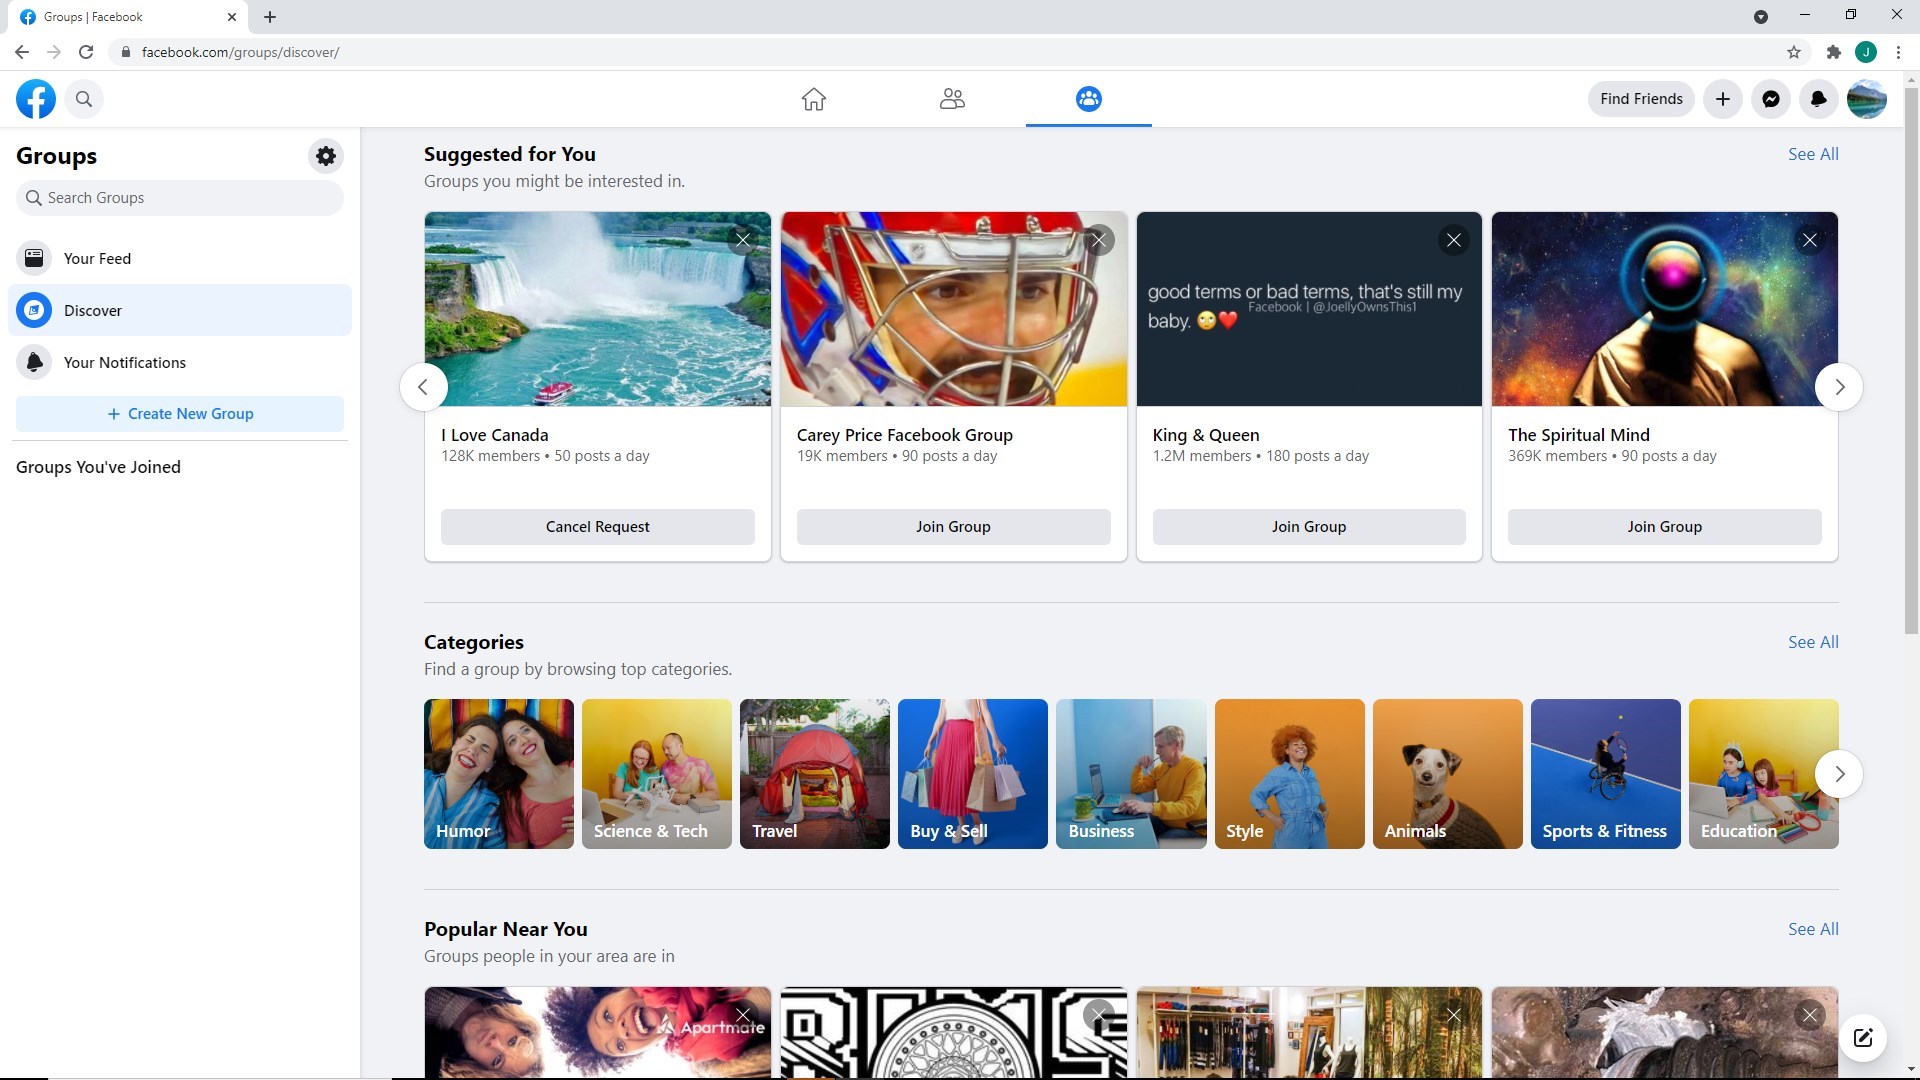 Groups | Facebook
facebook.com/groups/discover/
J
Find Friends
Groups
Search Groups
Your Feed
Discover
Your Notifications
+ Create New Group
Groups You've Joined
Suggested for You
See All
Groups you might be interested in.
good terms or bad terms, that's still my
Facebook | @JoellyOwnsThis1
baby. 🙄❤️
I Love Canada
128K members • 50 posts a day
Cancel Request
Carey Price Facebook Group
19K members • 90 posts a day
Join Group
King & Queen
1.2M members • 180 posts a day
Join Group
The Spiritual Mind
369K members • 90 posts a day
Join Group
Categories
See All
Find a group by browsing top categories.
Humor
Science & Tech
Travel
Buy & Sell
Business
Style
Animals
Sports & Fitness
Education
Popular Near You
See All
Groups people in your area are in
Apartmate